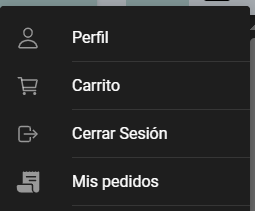 Perfil
Carrito
Cerrar Sesión
Mis pedidos